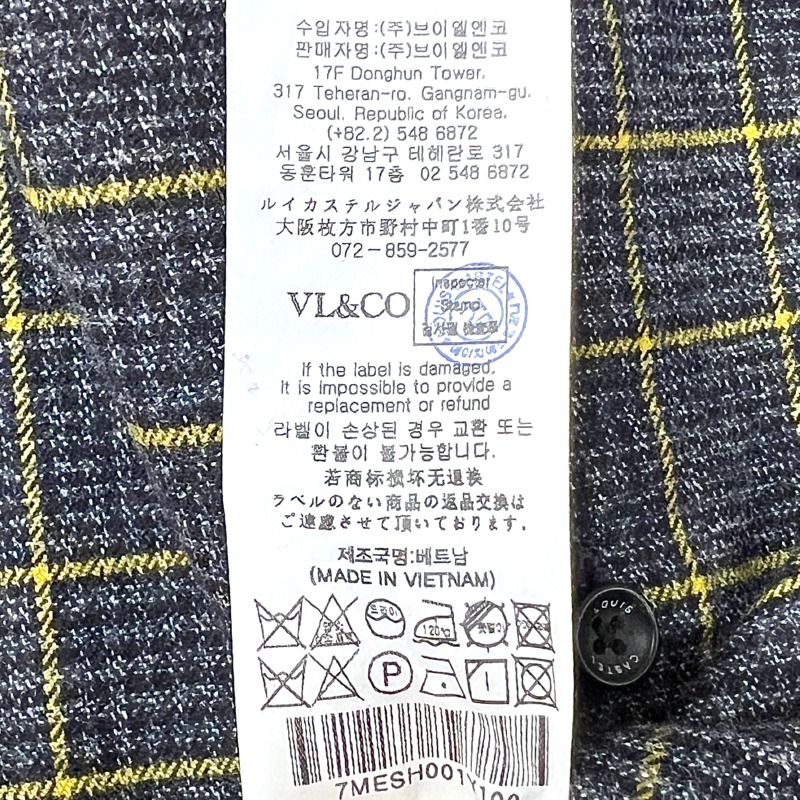 수입자명:(주)브이엘엔코
판매자명:(주)브이엘엔코
17F Donghun Tower,
317 Teheran-ro, Gangnam-gu,
Seoul, Republic of Korea.
(+82.2) 548 6872
서울시 강남구 테헤란로 317
동훈타워 17층 02 548 6872
ルイカステルジャパン株式会社
大阪枚方市野村中町1番10号
072-859-2577
VL&CO
Inspector
Stamp
If the label is damaged,
It is impossible to provide a
replacement or refund
라벨이 손상된 경우 교환 또는
환불이 불가능합니다.
若商标损坏无退换
ラベルのない商品の返品交換は
ご遠慮させて頂いております。
제조국명:베트남
(MADE IN VIETNAM)
드라이
120℃
P
LOUIS
CASTEL